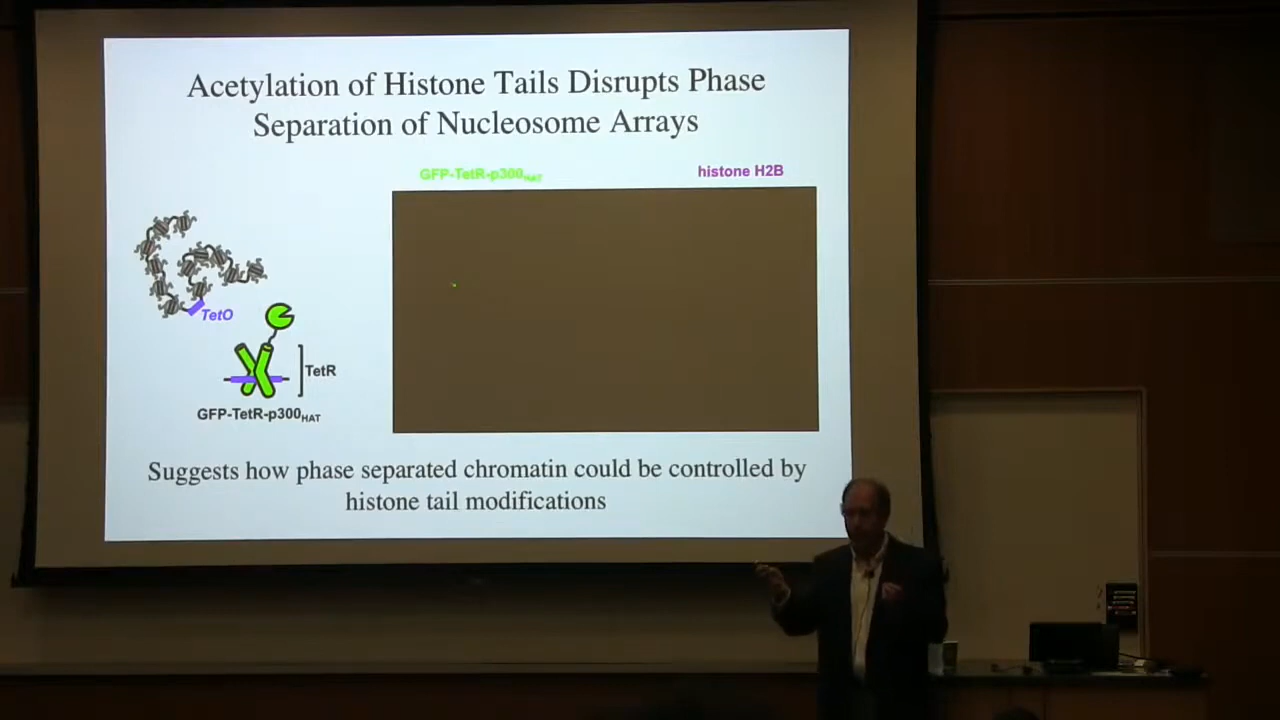 Acetylation of Histone Tails Disrupts Phase
Separation of Nucleosome Arrays
GFP-TetR-p300HAT
histone H2B
TetO
TetR
GFP-TetR-p300HAT
Suggests how phase separated chromatin could be controlled by
histone tail modifications